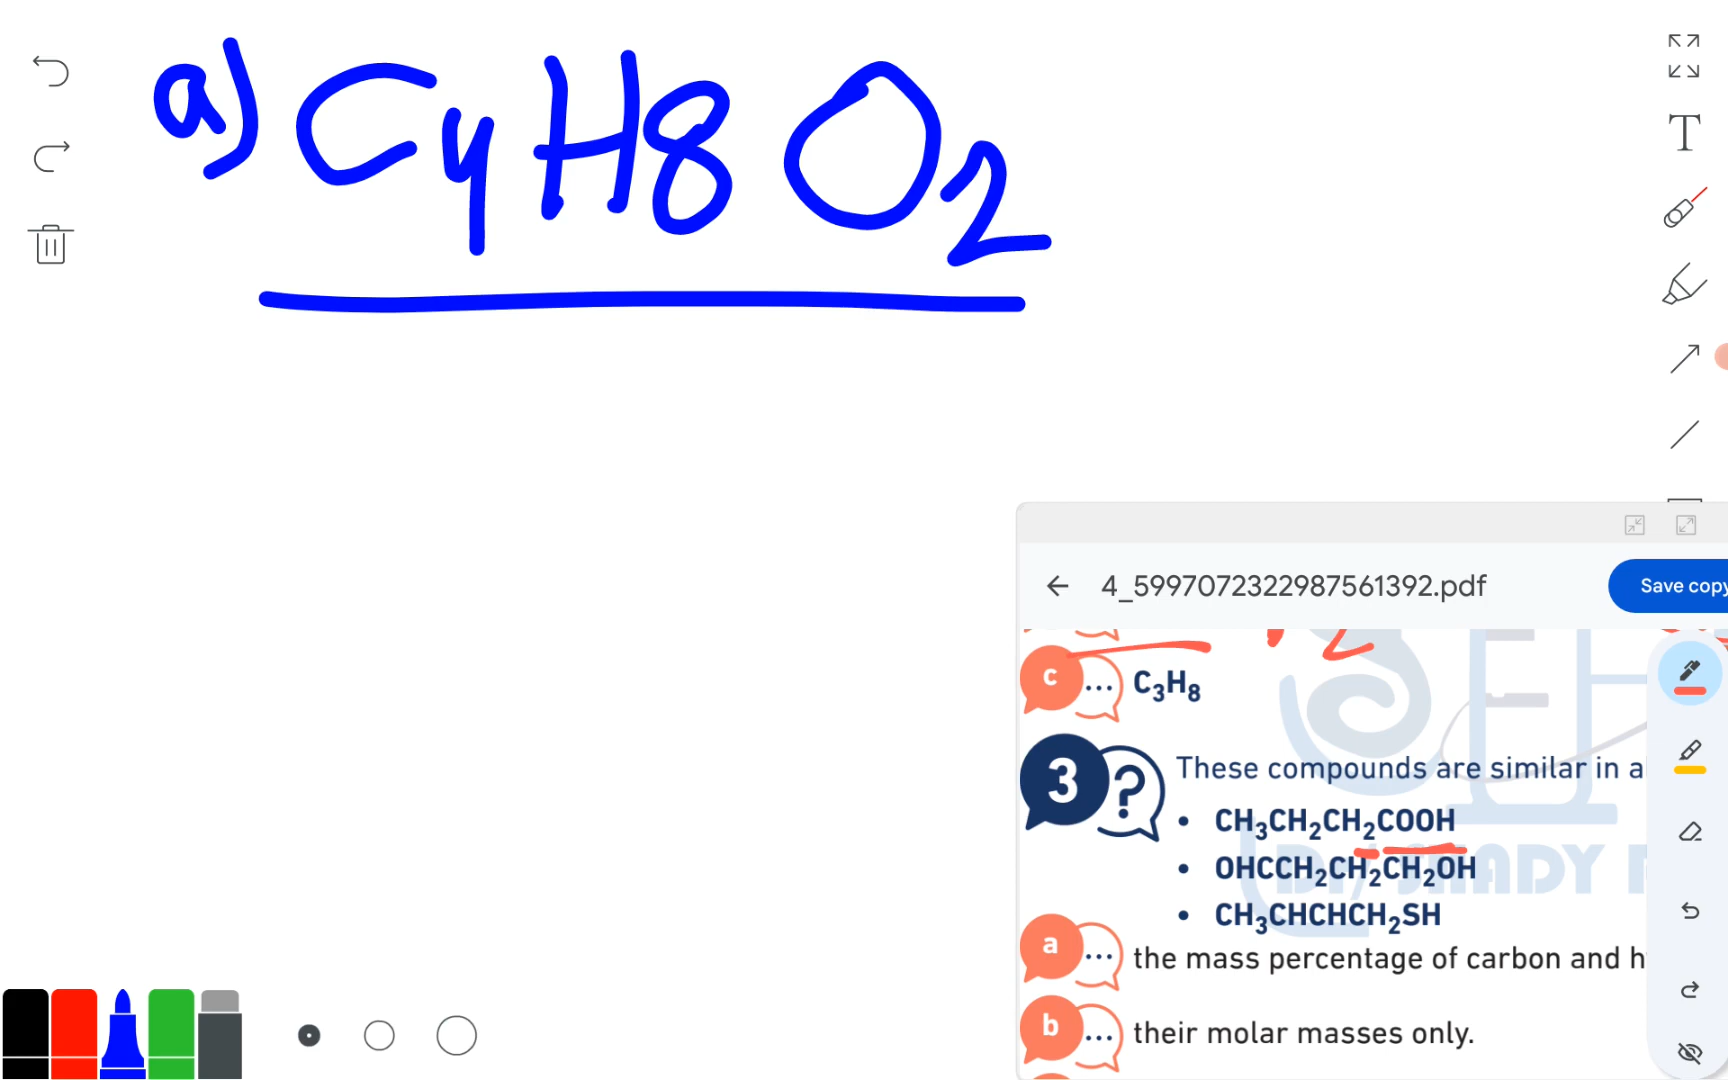 a) C4H8O2
T
4_5997072322987561392.pdf
Save copy
c ... C3H8
3 ? These compounds are similar in a
• CH3CH2CH2COOH
• OHCCH2CH2CH2OH
• CH3CHCHCH2SH
a ... the mass percentage of carbon and h
b ... their molar masses only.